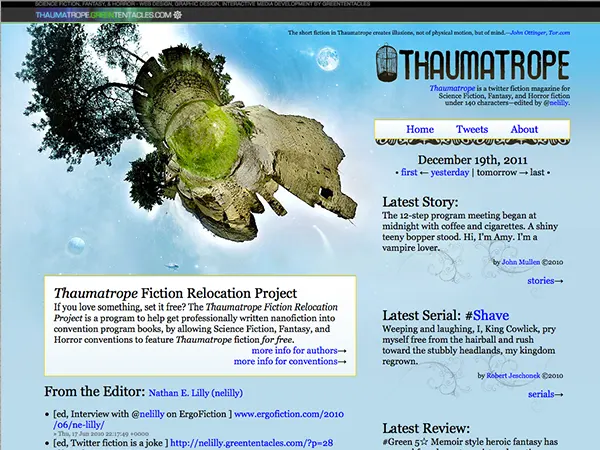 SCIENCE FICTION, FANTASY, & HORROR - WEB DESIGN, GRAPHIC DESIGN, INTERACTIVE MEDIA DEVELOPMENT BY GREENTENTACLES
THAUMATROPE.GREENTENTACLES.COM
The short fiction in Thaumatrope creates illusions, not of physical motion, but of mind.—John Ottinger, Tor.com
THAUMATROPE
Thaumatrope is a twitter fiction magazine for
Science Fiction, Fantasy, and Horror fiction
under 140 characters—edited by @nelilly.
Home Tweets About
December 19th, 2011
• first ← yesterday | tomorrow → last •
Latest Story:
The 12-step program meeting began at
midnight with coffee and cigarettes. A shiny
teeny bopper stood. Hi, I'm Amy. I'm a
vampire lover.
by John Mullen ©2010
stories→
Latest Serial: #Shave
Weeping and laughing, I, King Cowlick, pry
myself free from the hairball and rush
toward the stubbly headlands, my kingdom
regrown.
by Robert Jeschonek ©2010
serials→
Latest Review:
#Green 5☆ Memoir style heroic fantasy has
Thaumatrope Fiction Relocation Project
If you love something, set it free? The Thaumatrope Fiction Relocation
Project is a program to help get professionally written nanofiction into
convention program books, by allowing Science Fiction, Fantasy, and
Horror conventions to feature Thaumatrope fiction for free.
more info for authors→
more info for conventions→
From the Editor: Nathan E. Lilly (nelilly)
• [ed, Interview with @nelilly on ErgoFiction ] www.ergofiction.com/2010
/06/ne-lilly/
» Thu, 17 Jun 2010 22:17:49 +0000
• [ed, Twitter fiction is a joke ] http://nelilly.greententacles.com/?p=28